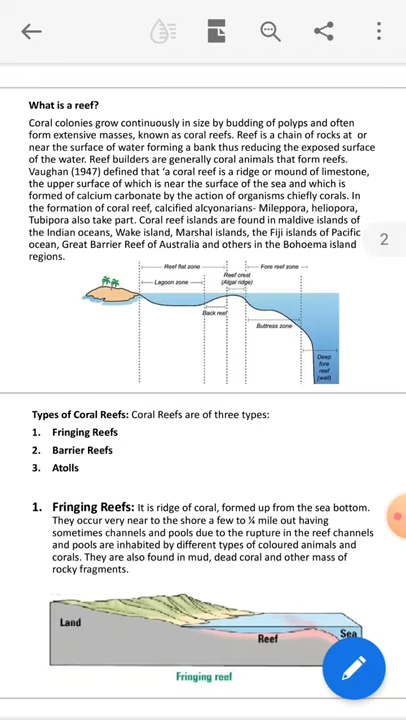 What is a reef?
Coral colonies grow continuously in size by budding of polyps and often
form extensive masses, known as coral reefs. Reef is a chain of rocks at or
near the surface of water forming a bank thus reducing the exposed surface
of the water. Reef builders are generally coral animals that form reefs.
Vaughan (1947) defined that ‘a coral reef is a ridge or mound of limestone,
the upper surface of which is near the surface of the sea and which is
formed of calcium carbonate by the action of organisms chiefly corals. In
the formation of coral reef, calcified alcyonarians- Mileppora, heliopora,
Tubipora also take part. Coral reef islands are found in maldive islands of
the Indian oceans, Wake island, Marshal islands, the Fiji islands of Pacific
ocean, Great Barrier Reef of Australia and others in the Bohoema island
regions.
2
Reef flat zone
Fore reef zone
Reef crest
(Algal ridge)
Lagoon zone
Back reef
Buttress zone
Deep
fore
reef
(wall)
Types of Coral Reefs: Coral Reefs are of three types:
1. Fringing Reefs
2. Barrier Reefs
3. Atolls
1. Fringing Reefs: It is ridge of coral, formed up from the sea bottom.
They occur very near to the shore a few to ¼ mile out having
sometimes channels and pools due to the rupture in the reef channels
and pools are inhabited by different types of coloured animals and
corals. They are also found in mud, dead coral and other mass of
rocky fragments.
Land
Reef
Sea
Fringing reef